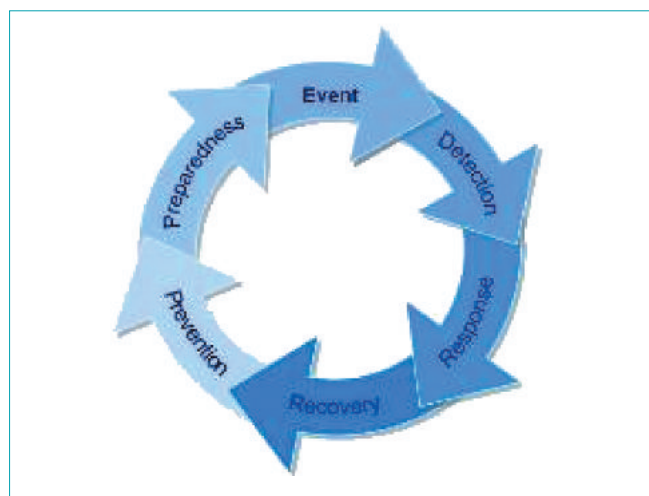 Event
Detection
Response
Recovery
Prevention
Preparedness